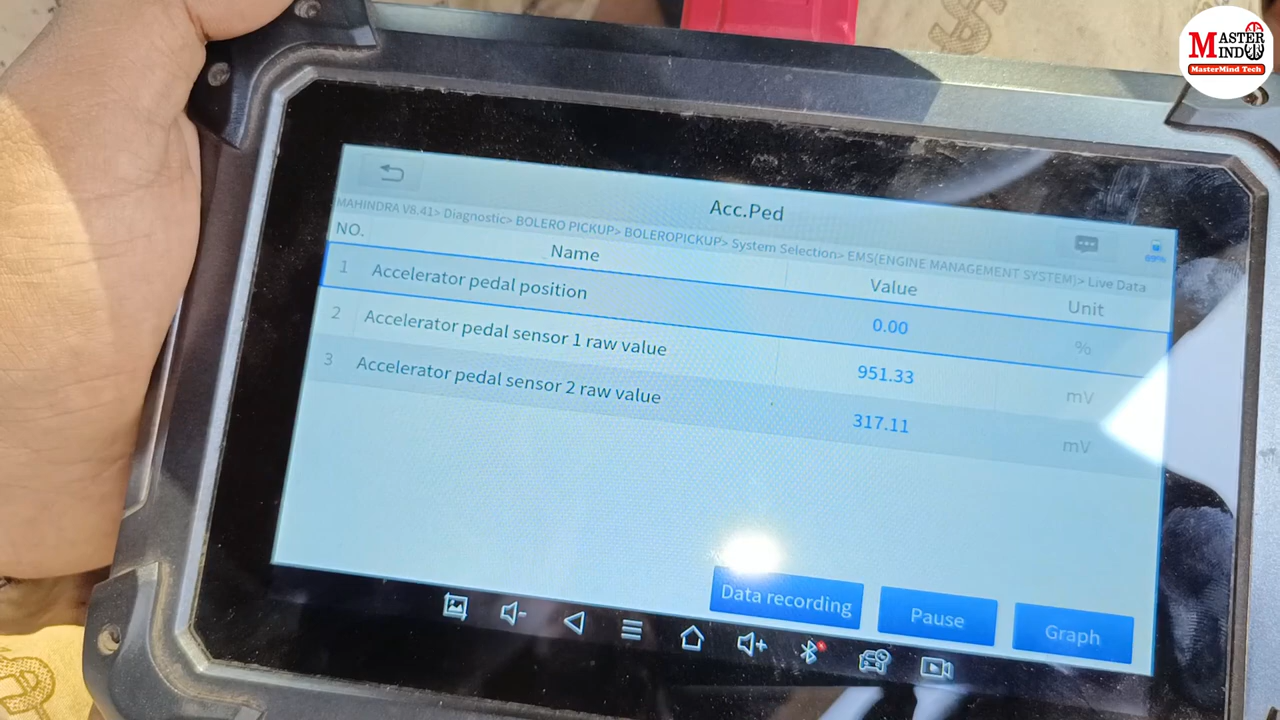 MASTER
MIND
MasterMind Tech
Acc.Ped
MAHINDRA V8.41> Diagnostic> BOLERO PICKUP> BOLEROPICKUP> System Selection> EMS(ENGINE MANAGEMENT SYSTEM)> Live Data
89%
NO. Name Value Unit
1 Accelerator pedal position 0.00 %
2 Accelerator pedal sensor 1 raw value 951.33 mV
3 Accelerator pedal sensor 2 raw value 317.11 mV
Data recording Pause Graph